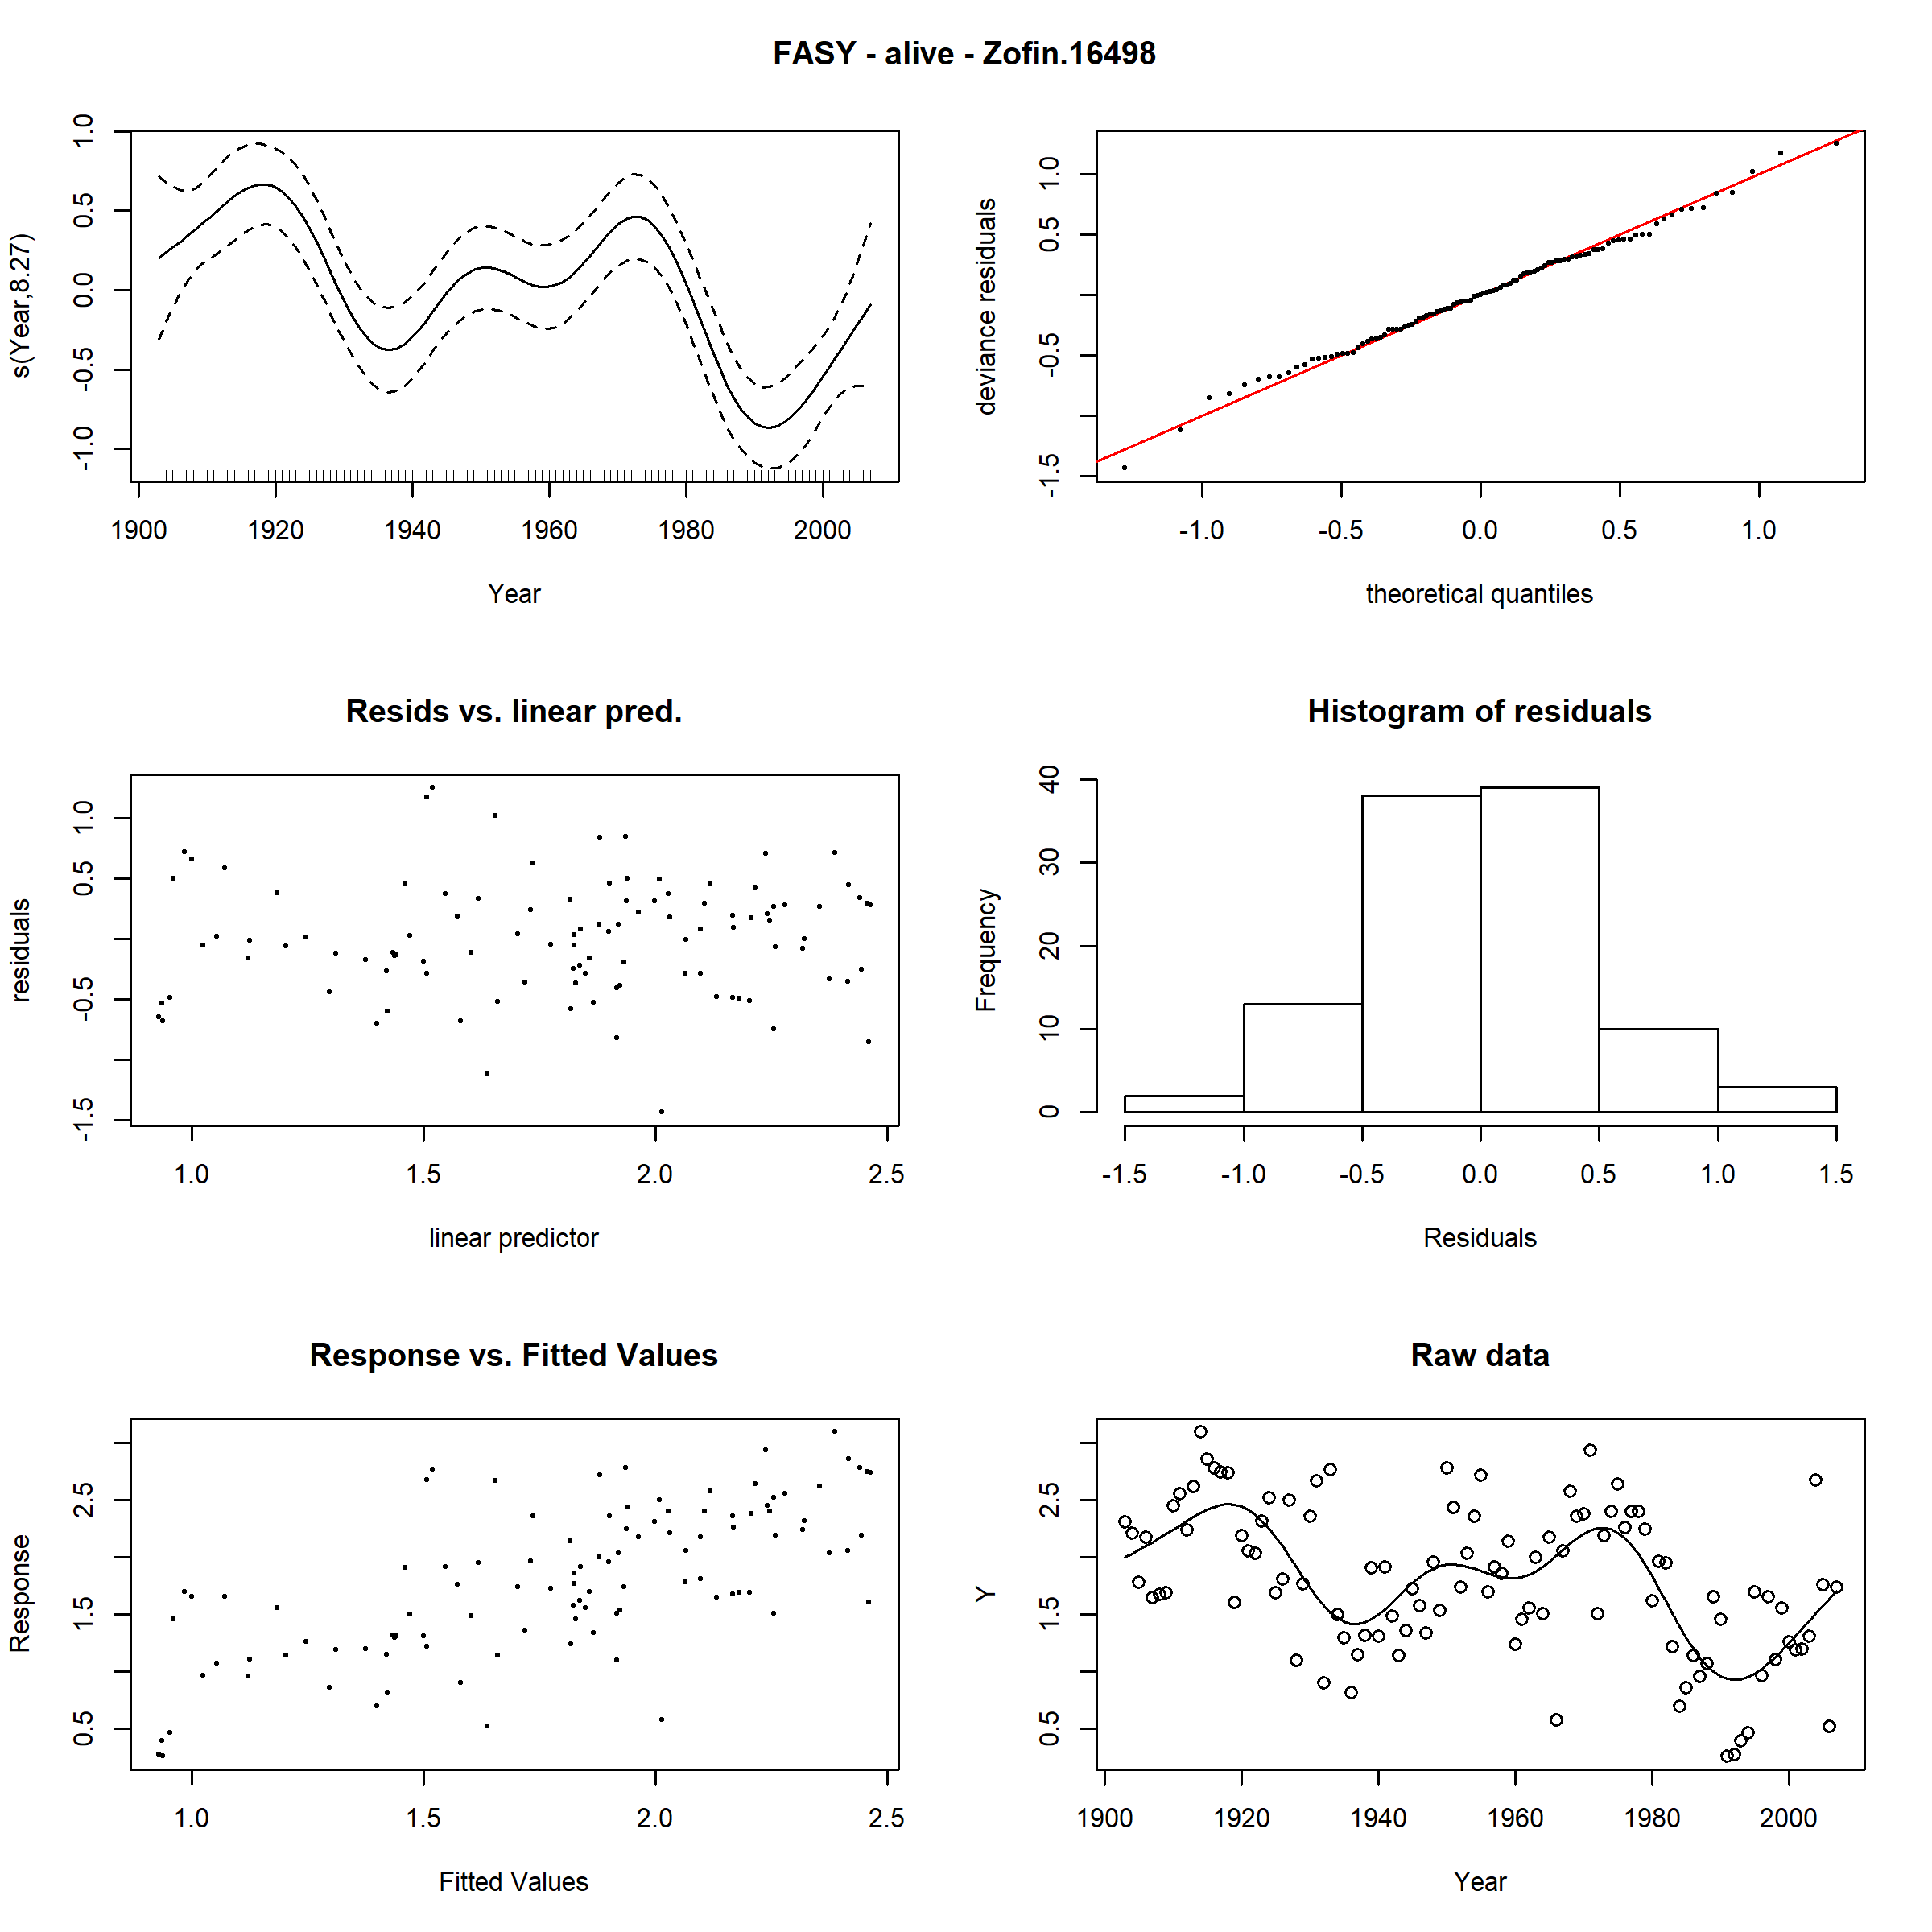 FASY - alive - Zofin.16498
s(Year,8.27)
-1.0 -0.5 0.0 0.5 1.0
1900 1920 1940 1960 1980 2000
Year
deviance residuals
-1.5 -0.5 0.5 1.0
-1.0 -0.5 0.0 0.5 1.0
theoretical quantiles
Resids vs. linear pred.
residuals
-1.5 -0.5 0.5 1.0
1.0 1.5 2.0 2.5
linear predictor
Histogram of residuals
Frequency
0 10 20 30 40
-1.5 -1.0 -0.5 0.0 0.5 1.0 1.5
Residuals
Response vs. Fitted Values
Response
0.5 1.5 2.5
1.0 1.5 2.0 2.5
Fitted Values
Raw data
Y
0.5 1.5 2.5
1900 1920 1940 1960 1980 2000
Year